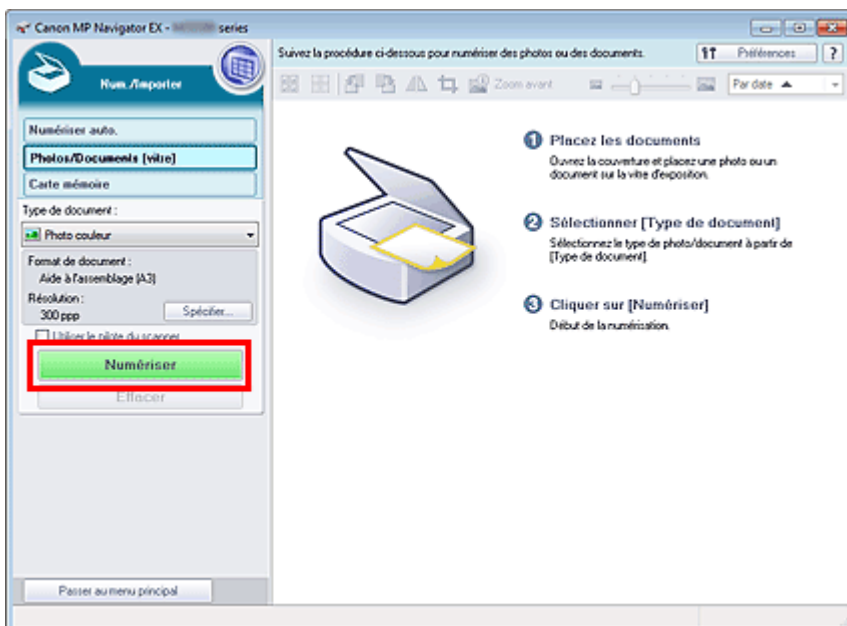 Canon MP Navigator EX - series
Num./Importer
Numériser auto.
Photos/Documents (vitre)
Carte mémoire
Type de document :
Photo couleur
Format de document :
Aide à l'assemblage (A3)
Résolution :
300 ppp
Spécifier...
Utiliser le pilote du scanner
Numériser
Effacer
Passer au menu principal
Suivez la procédure ci-dessous pour numériser des photos ou des documents.
Préférences
?
Zoom avant
Par date
1 Placez les documents
Ouvrez la couverture et placez une photo ou un
document sur la vitre d'exposition.
2 Sélectionner [Type de document]
Sélectionnez le type de photo/document à partir de
[Type de document].
3 Cliquer sur [Numériser]
Début de la numérisation.